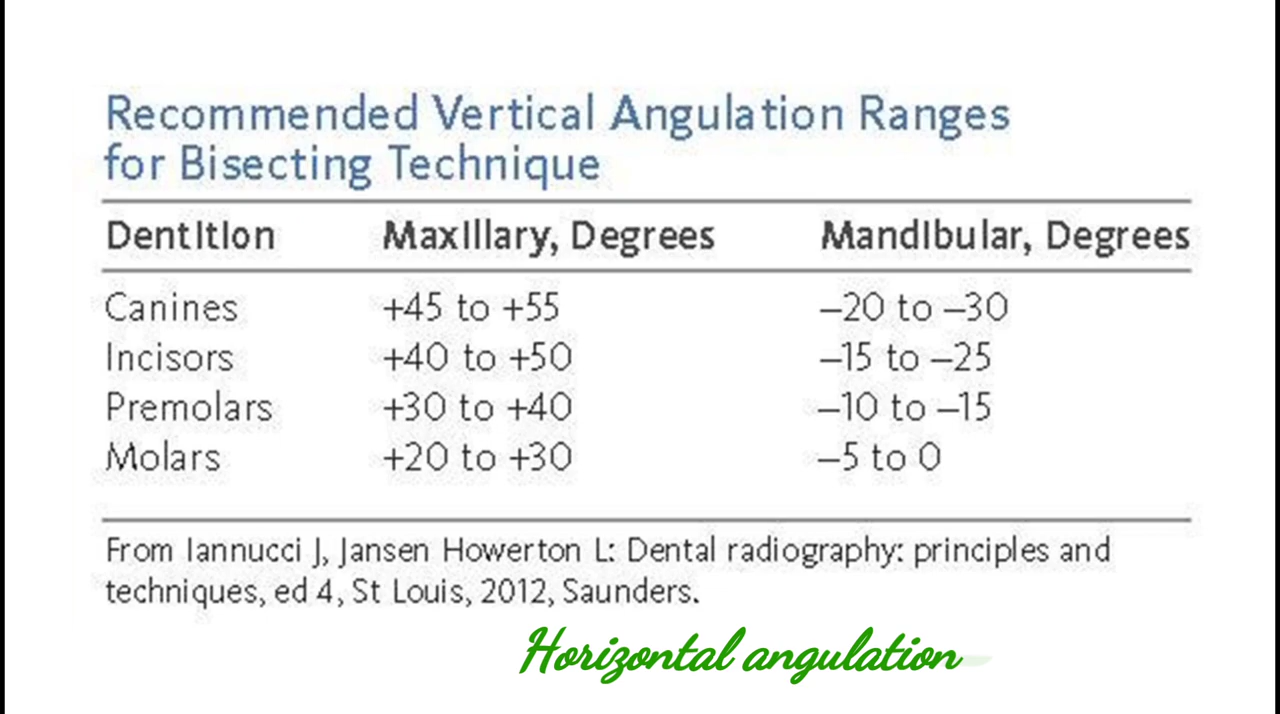 Recommended Vertical Angulation Ranges
for Bisecting Technique
Dentition Maxillary, Degrees Mandibular, Degrees
Canines +45 to +55 –20 to –30
Incisors +40 to +50 –15 to –25
Premolars +30 to +40 –10 to –15
Molars +20 to +30 –5 to 0
From Iannucci J, Jansen Howerton L: Dental radiography: principles and
techniques, ed 4, St Louis, 2012, Saunders.
Horizontal angulation